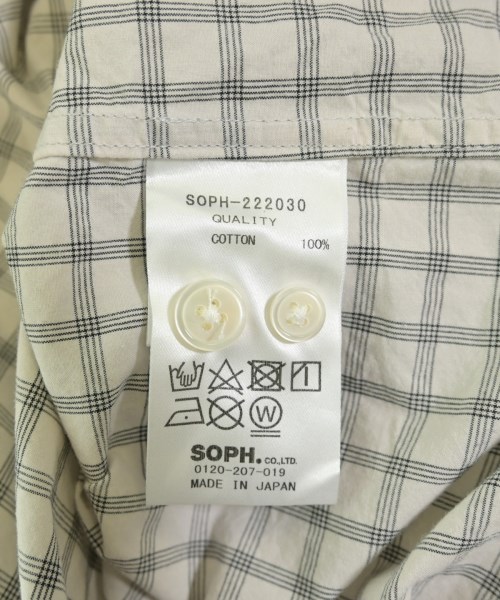 SOPH-222030
QUALITY
COTTON 100%
W
SOPH. CO.,LTD.
0120-207-019
MADE IN JAPAN